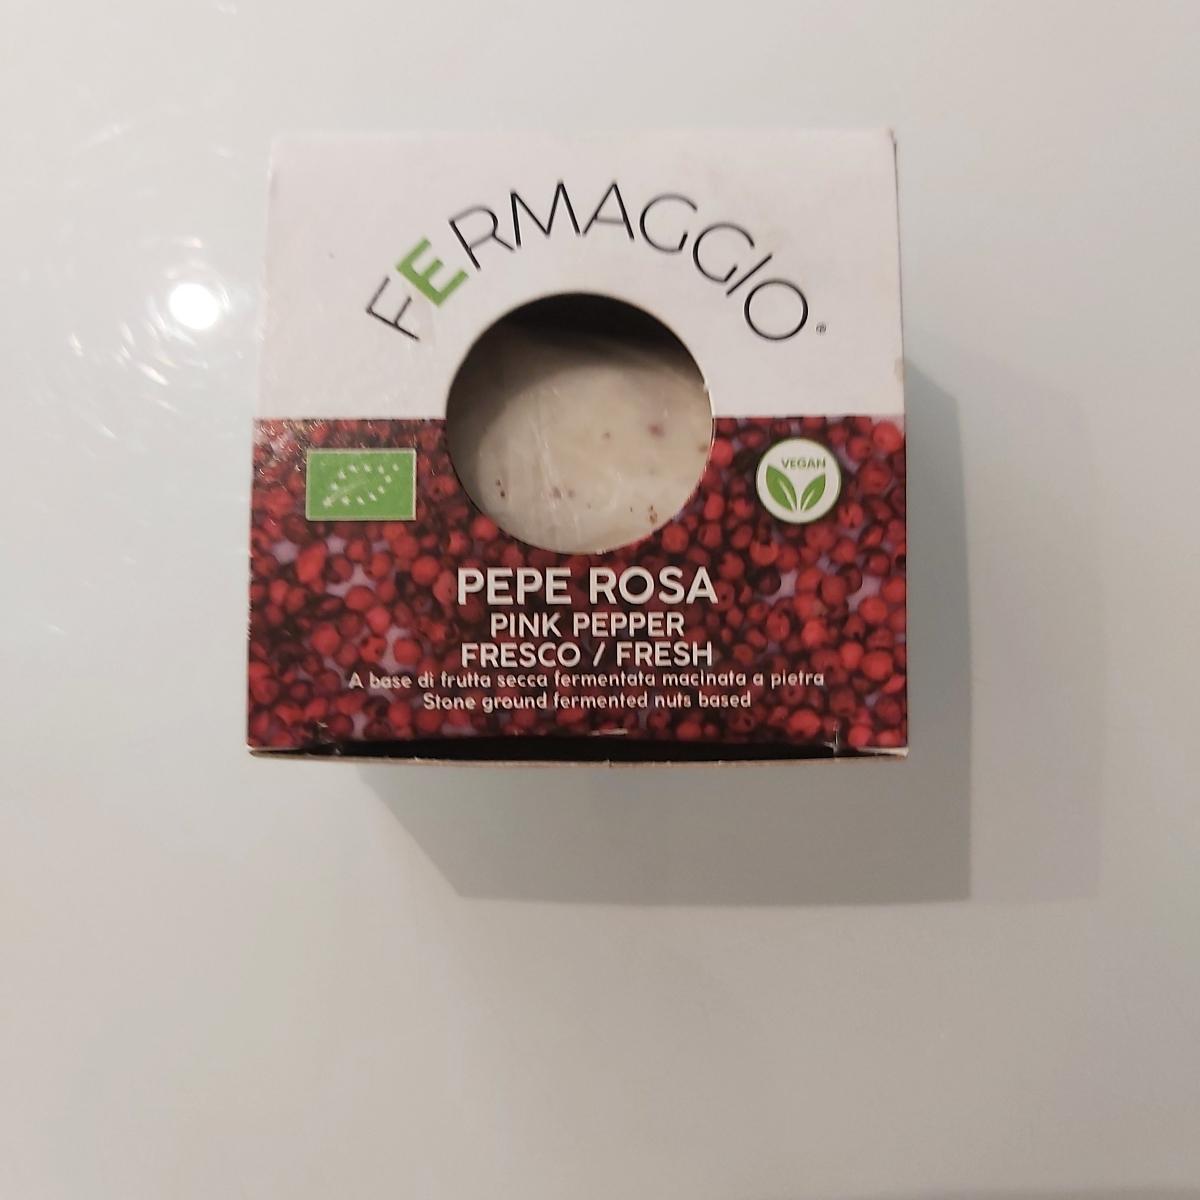 FERMAGGIO®
VEGAN
PEPE ROSA
PINK PEPPER
FRESCO / FRESH
A base di frutta secca fermentata macinata a pietra
Stone ground fermented nuts based